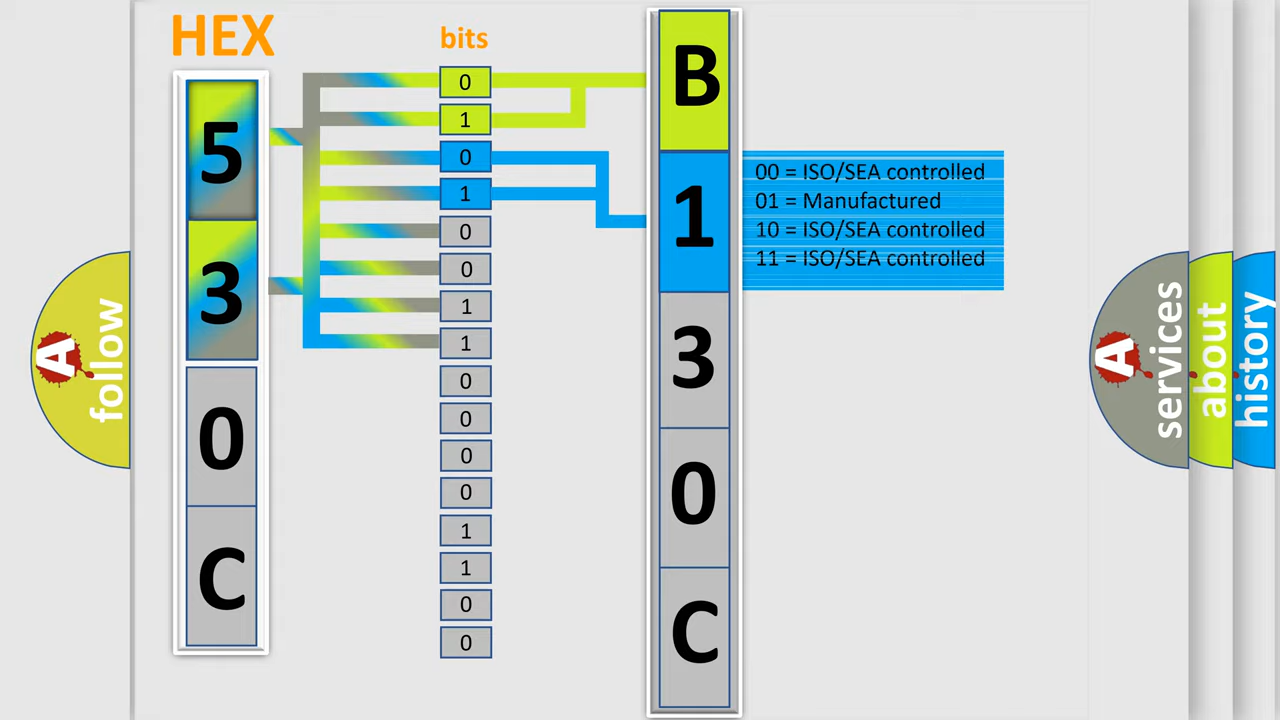 HEX
5
3
0
C
bits
0
1
0
1
0
0
1
1
0
0
0
0
1
1
0
0
B
1
3
0
C
00 = ISO/SEA controlled
01 = Manufactured
10 = ISO/SEA controlled
11 = ISO/SEA controlled
A
follow
A
services
about
history